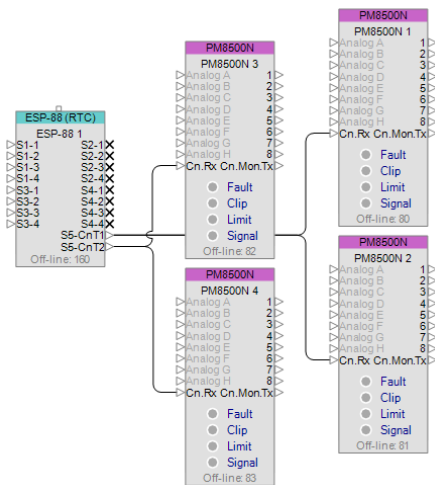 ESP-88 (RTC)
ESP-88 1
S1-1 S2-1
S1-2 S2-2
S1-3 S2-3
S1-4 S2-4
S3-1 S4-1
S3-2 S4-2
S3-3 S4-3
S3-4 S4-4
S5-CnT1
S5-CnT2
Off-line: 160
PM8500N
PM8500N 3
Analog A 1
Analog B 2
Analog C 3
Analog D 4
Analog E 5
Analog F 6
Analog G 7
Analog H 8
Cn.Rx Cn.Mon.Tx
Fault
Clip
Limit
Signal
Off-line: 82
PM8500N
PM8500N 4
Analog A 1
Analog B 2
Analog C 3
Analog D 4
Analog E 5
Analog F 6
Analog G 7
Analog H 8
Cn.Rx Cn.Mon.Tx
Fault
Clip
Limit
Signal
Off-line: 83
PM8500N
PM8500N 1
Analog A 1
Analog B 2
Analog C 3
Analog D 4
Analog E 5
Analog F 6
Analog G 7
Analog H 8
Cn.Rx Cn.Mon.Tx
Fault
Clip
Limit
Signal
Off-line: 80
PM8500N
PM8500N 2
Analog A 1
Analog B 2
Analog C 3
Analog D 4
Analog E 5
Analog F 6
Analog G 7
Analog H 8
Cn.Rx Cn.Mon.Tx
Fault
Clip
Limit
Signal
Off-line: 81